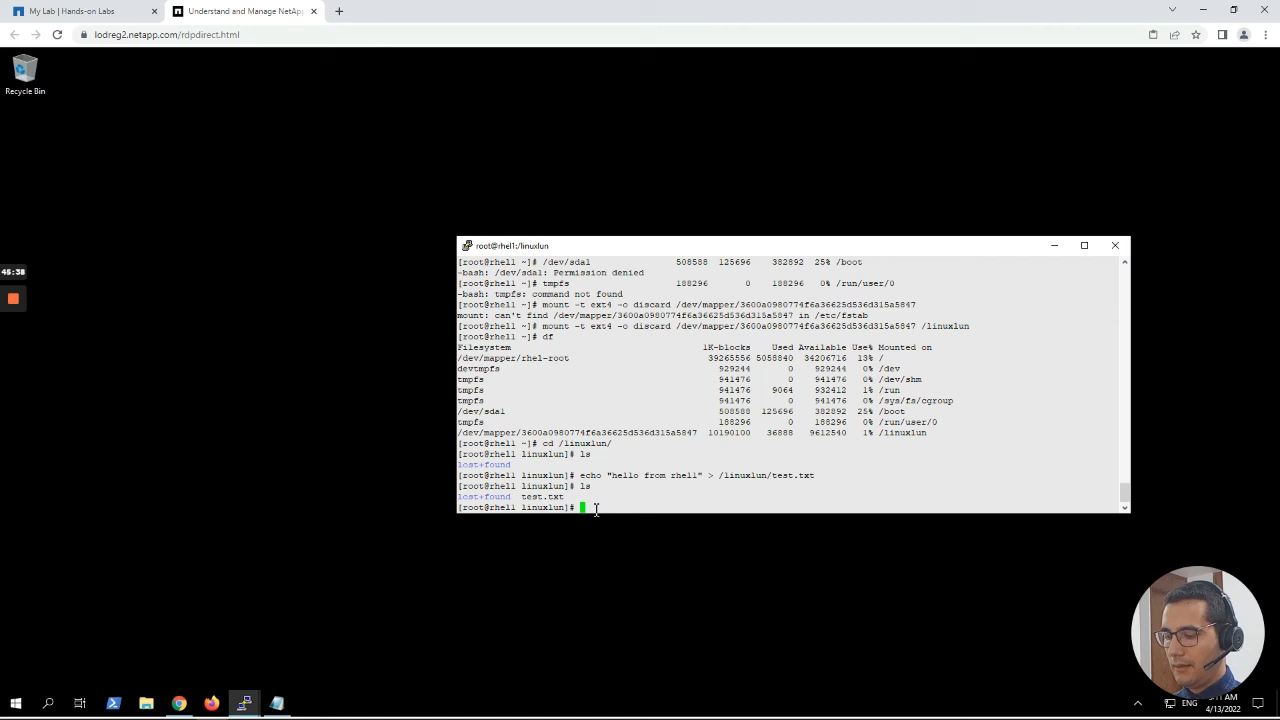 My Lab | Hands-on Labs
Understand and Manage NetApp
lodreg2.netapp.com/rdpdirect.html
Recycle Bin
45:38
root@rhel1:/linuxlun
[root@rhel1 ~]# /dev/sda1 508588 125696 382892 25% /boot
-bash: /dev/sda1: Permission denied
[root@rhel1 ~]# tmpfs 188296 0 188296 0% /run/user/0
-bash: tmpfs: command not found
[root@rhel1 ~]# mount -t ext4 -o discard /dev/mapper/3600a0980774f6a36625d536d315a5847
mount: can't find /dev/mapper/3600a0980774f6a36625d536d315a5847 in /etc/fstab
[root@rhel1 ~]# mount -t ext4 -o discard /dev/mapper/3600a0980774f6a36625d536d315a5847 /linuxlun
[root@rhel1 ~]# df
Filesystem 1K-blocks Used Available Use% Mounted on
/dev/mapper/rhel-root 39265556 5058840 34206716 13% /
devtmpfs 929244 0 929244 0% /dev
tmpfs 941476 0 941476 0% /dev/shm
tmpfs 941476 9064 932412 1% /run
tmpfs 941476 0 941476 0% /sys/fs/cgroup
/dev/sda1 508588 125696 382892 25% /boot
tmpfs 188296 0 188296 0% /run/user/0
/dev/mapper/3600a0980774f6a36625d536d315a5847 10190100 36888 9612540 1% /linuxlun
[root@rhel1 ~]# cd /linuxlun/
[root@rhel1 linuxlun]# ls
lost+found
[root@rhel1 linuxlun]# echo "hello from rhel1" > /linuxlun/test.txt
[root@rhel1 linuxlun]# ls
lost+found test.txt
[root@rhel1 linuxlun]#
ENG
4/13/2022